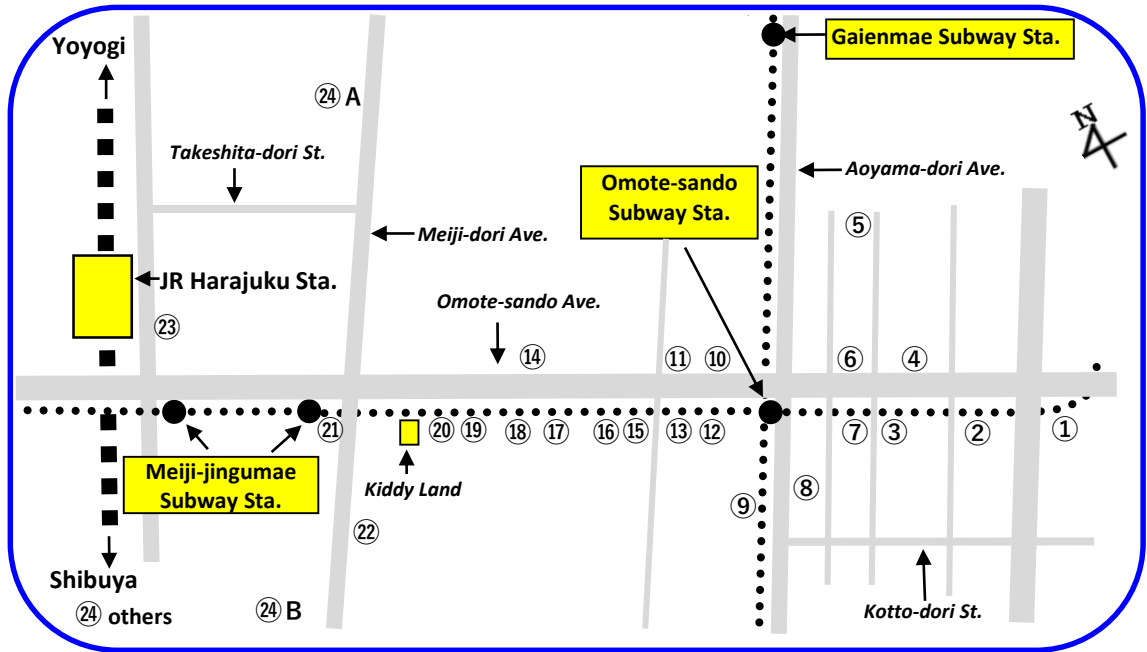 Yoyogi
Gaienmae Subway Sta.
㉔ A
N
Takeshita-dori St.
Omote-sando
Subway Sta.
Aoyama-dori Ave.
⑤
Meiji-dori Ave.
JR Harajuku Sta.
Omote-sando Ave.
㉓
⑭
⑪
⑩
⑥
④
㉑
⑳
⑲
⑱
⑰
⑯
⑮
⑬
⑫
⑦
③
②
①
Meiji-jingumae
Subway Sta.
Kiddy Land
⑧
⑨
㉒
Shibuya
㉔ others
㉔ B
Kotto-dori St.